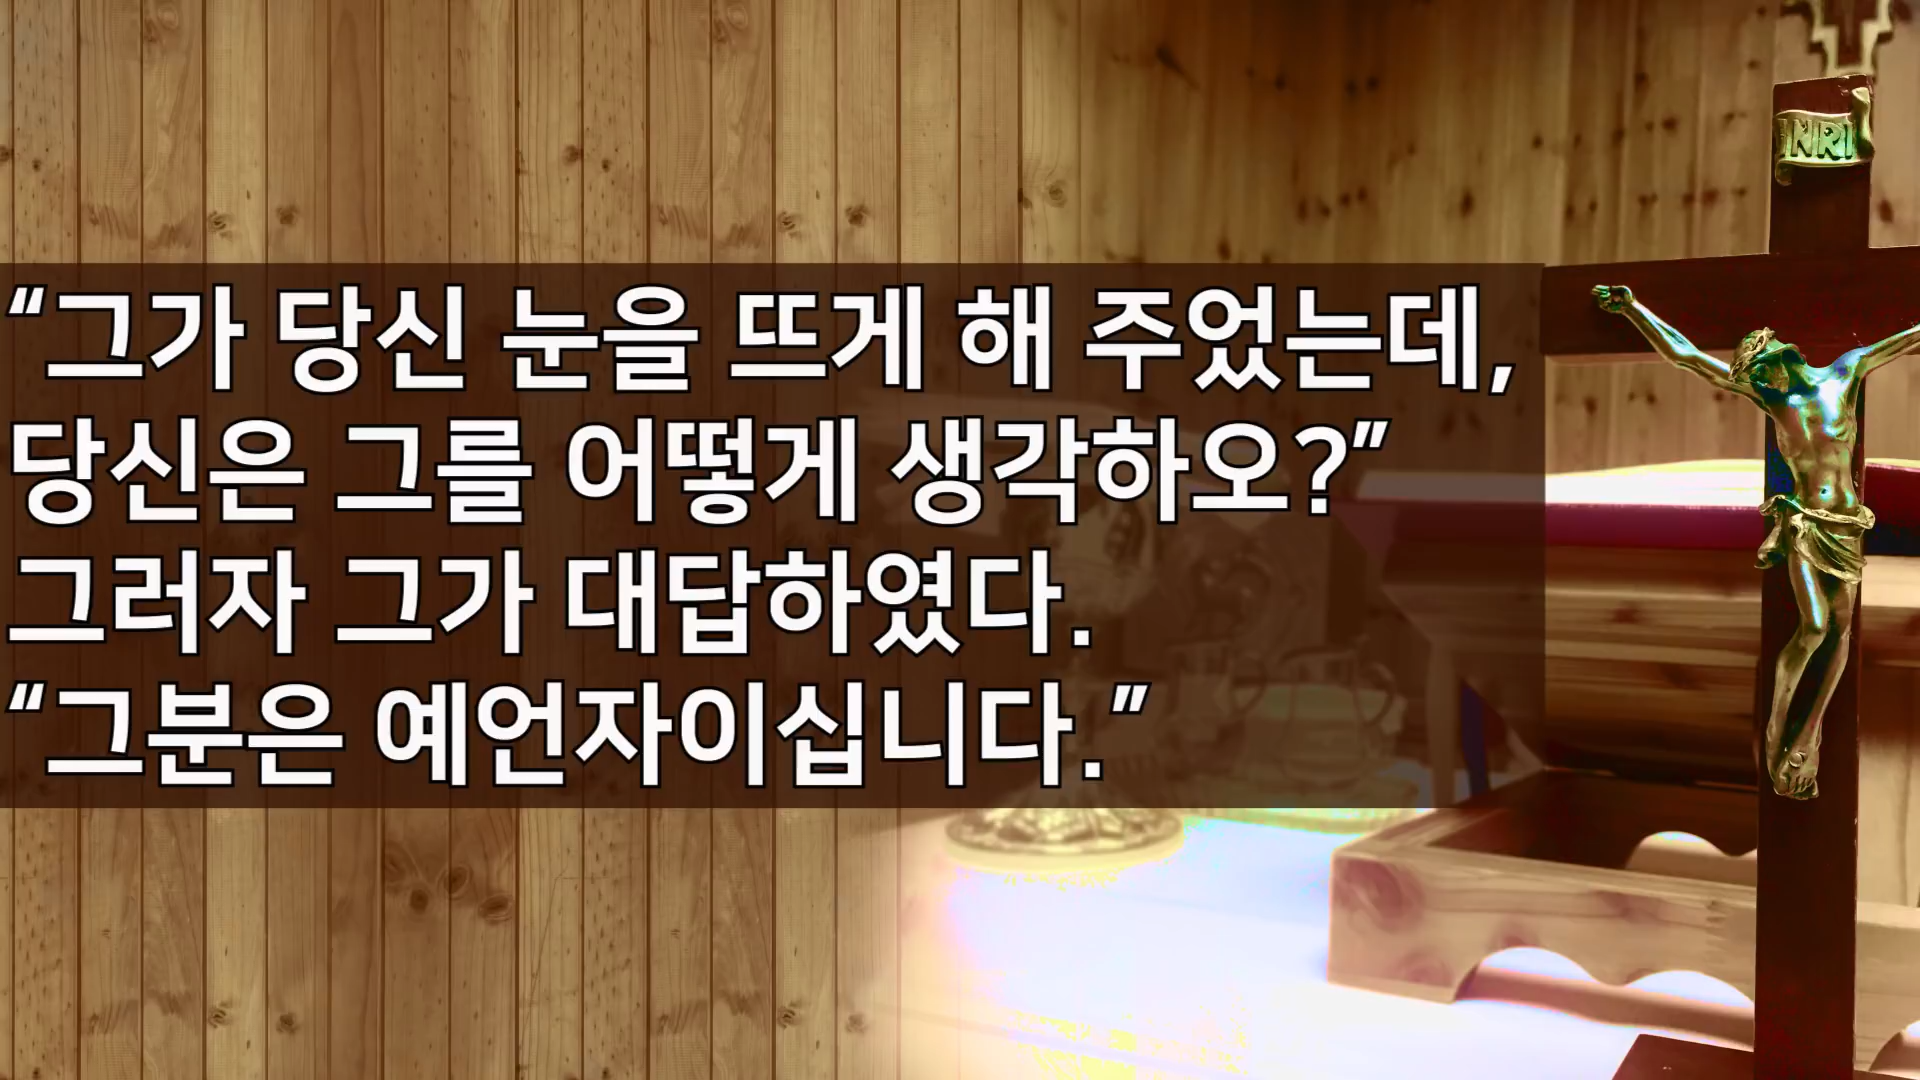 “그가 당신 눈을 뜨게 해 주었는데,
당신은 그를 어떻게 생각하오?”
그러자 그가 대답하였다.
“그분은 예언자이십니다.”
INRI